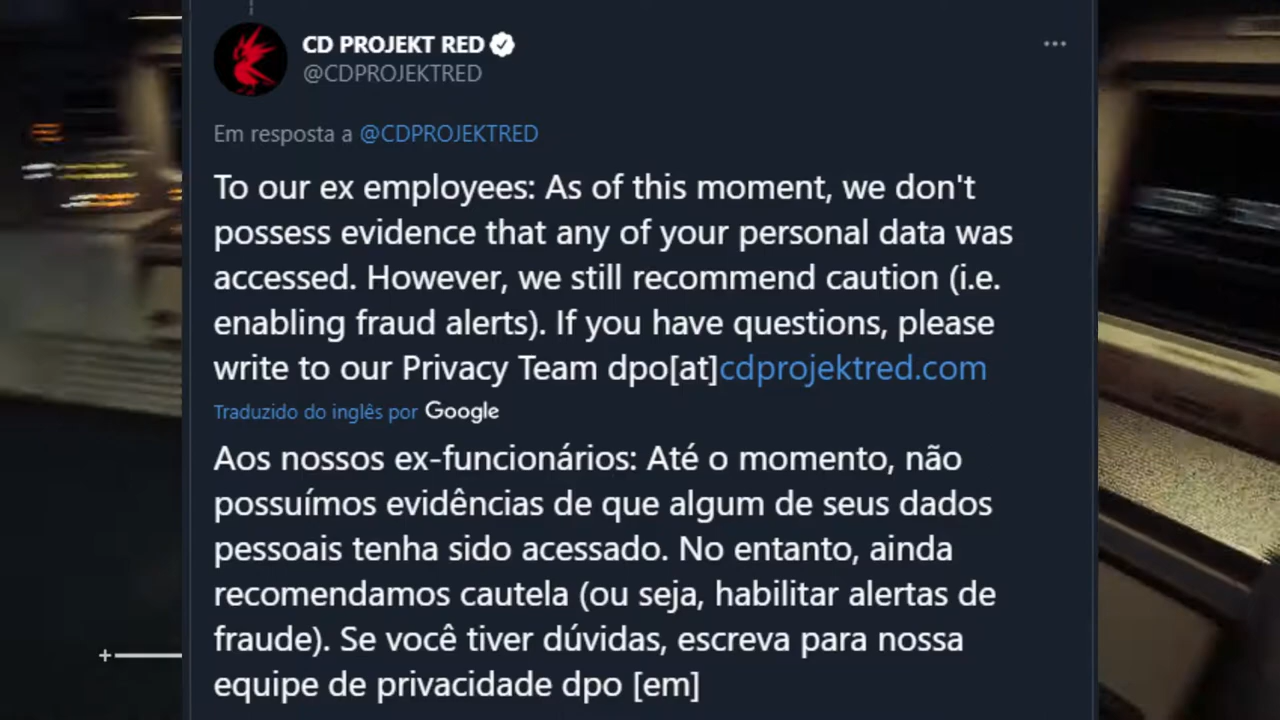 CD PROJEKT RED
@CDPROJEKTRED
Em resposta a @CDPROJEKTRED
To our ex employees: As of this moment, we don't
possess evidence that any of your personal data was
accessed. However, we still recommend caution (i.e.
enabling fraud alerts). If you have questions, please
write to our Privacy Team dpo[at]cdprojektred.com
Traduzido do inglês por Google
Aos nossos ex-funcionários: Até o momento, não
possuímos evidências de que algum de seus dados
pessoais tenha sido acessado. No entanto, ainda
recomendamos cautela (ou seja, habilitar alertas de
fraude). Se você tiver dúvidas, escreva para nossa
equipe de privacidade dpo [em]